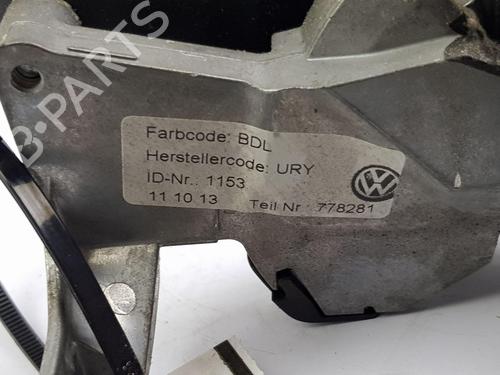 B-PARTS
Farbcode: BDL
Herstellercode: URY
ID-Nr.: 1153
11 10 13 Teil Nr : 778281